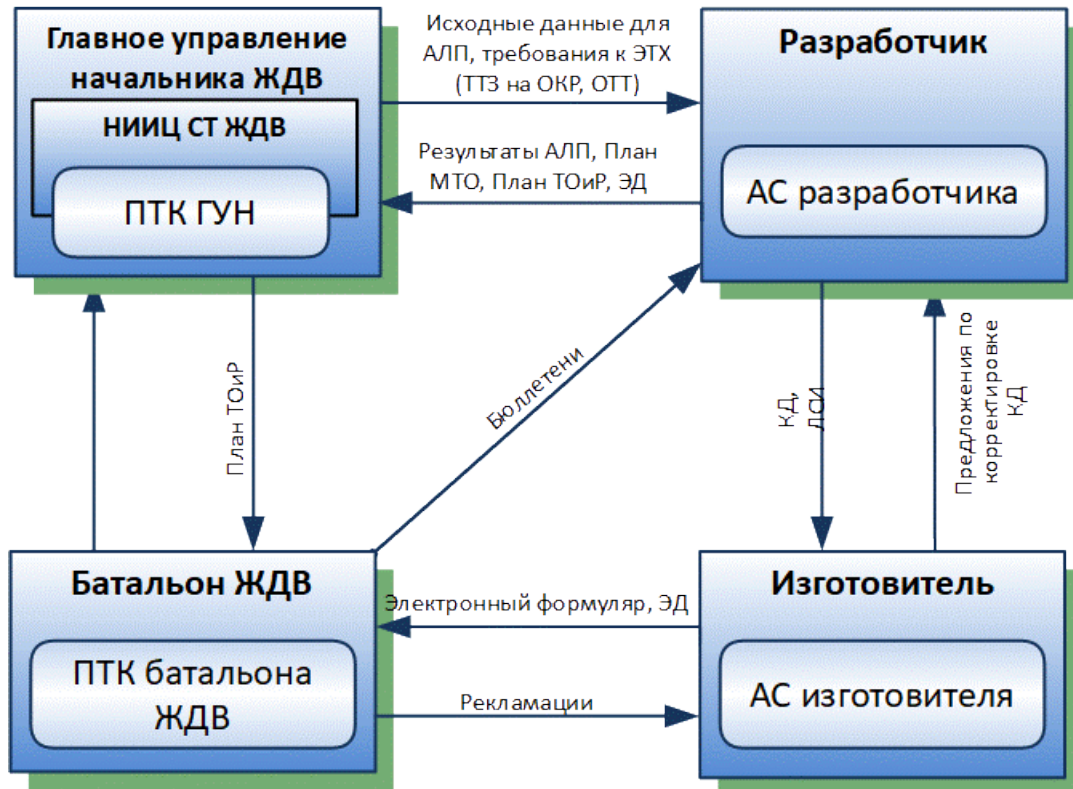 Главное управление
начальника ЖДВ
НИИЦ СТ ЖДВ
ПТК ГУН
Исходные данные для
АЛП, требования к ЭТХ
(ТТЗ на ОКР, ОТТ)
Результаты АЛП, План
МТО, План ТОиР, ЭД
Разработчик
АС разработчика
План ТОиР
Бюллетени
КД,
ЛСИ
Предложения по
корректировке
КД
Батальон ЖДВ
ПТК батальона
ЖДВ
Электронный формуляр, ЭД
Рекламации
Изготовитель
АС изготовителя